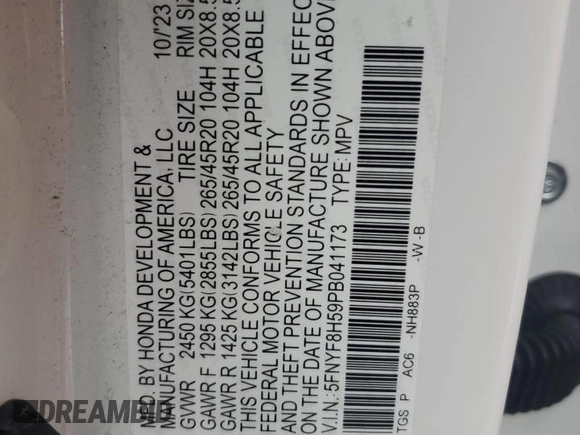 MFD. BY HONDA DEVELOPMENT & 10/'23
MANUFACTURING OF AMERICA, LLC
GVWR 2450 KG(5401LBS) TIRE SIZE RIM SIZ
GAWR F 1295 KG(2855LBS) 265/45R20 104H 20X8.5
GAWR R 1425 KG(3142LBS) 265/45R20 104H 20X8.5
THIS VEHICLE CONFORMS TO ALL APPLICABLE
FEDERAL MOTOR VEHICLE SAFETY
AND THEFT PREVENTION STANDARDS IN EFFEC
ON THE DATE OF MANUFACTURE SHOWN ABOV
V.I.N.: 5FNYF8H59PB041173 TYPE: MPV
TGS P AC6 -NH883P -W -B
DREAMBID